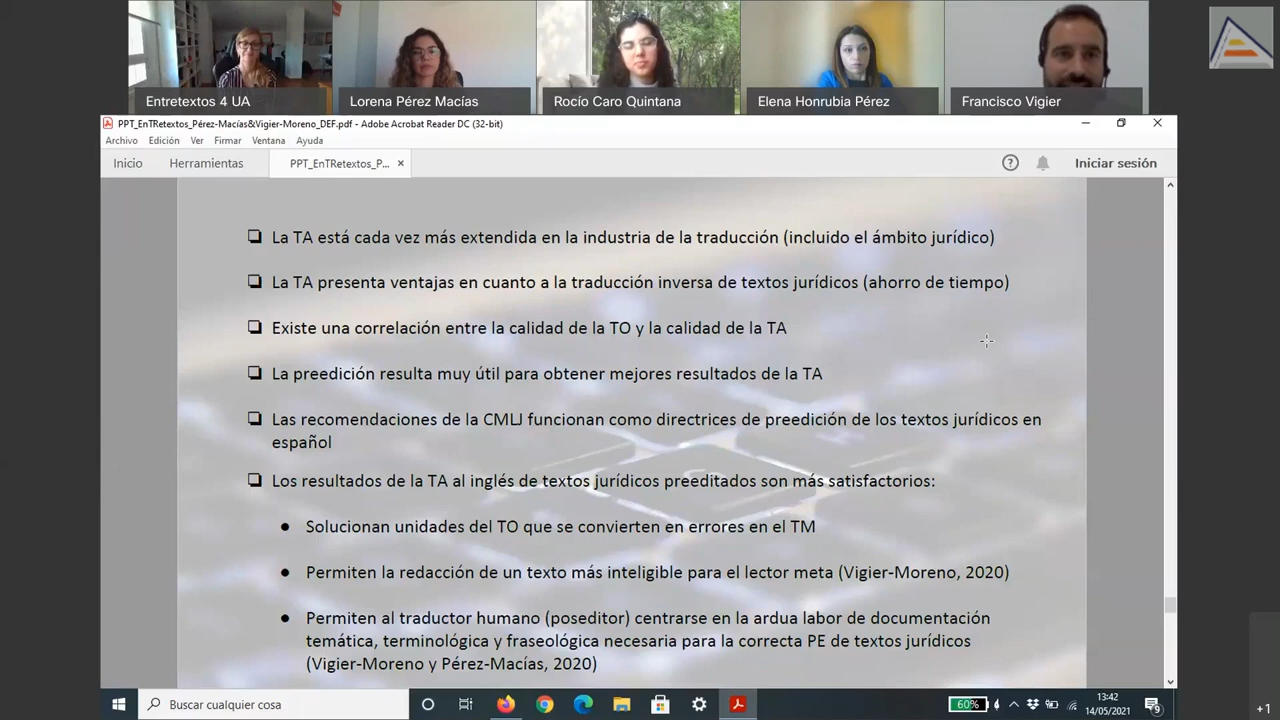 Entretextos 4 UA
Lorena Pérez Macías
Rocío Caro Quintana
Elena Honrubia Pérez
Francisco Vigier
PPT_EnTRetextos_Pérez-Macías&Vigier-Moreno_DEF.pdf - Adobe Acrobat Reader DC (32-bit)
Archivo Edición Ver Firmar Ventana Ayuda
Inicio Herramientas PPT_EnTRetextos_P... × Iniciar sesión
La TA está cada vez más extendida en la industria de la traducción (incluido el ámbito jurídico)
La TA presenta ventajas en cuanto a la traducción inversa de textos jurídicos (ahorro de tiempo)
Existe una correlación entre la calidad de la TO y la calidad de la TA
La preedición resulta muy útil para obtener mejores resultados de la TA
Las recomendaciones de la CMLJ funcionan como directrices de preedición de los textos jurídicos en
español
Los resultados de la TA al inglés de textos jurídicos preeditados son más satisfactorios:
● Solucionan unidades del TO que se convierten en errores en el TM
● Permiten la redacción de un texto más inteligible para el lector meta (Vigier-Moreno, 2020)
● Permiten al traductor humano (poseditor) centrarse en la ardua labor de documentación
temática, terminológica y fraseológica necesaria para la correcta PE de textos jurídicos
(Vigier-Moreno y Pérez-Macías, 2020)
Buscar cualquier cosa
60%
13:42
14/05/2021
9
+1